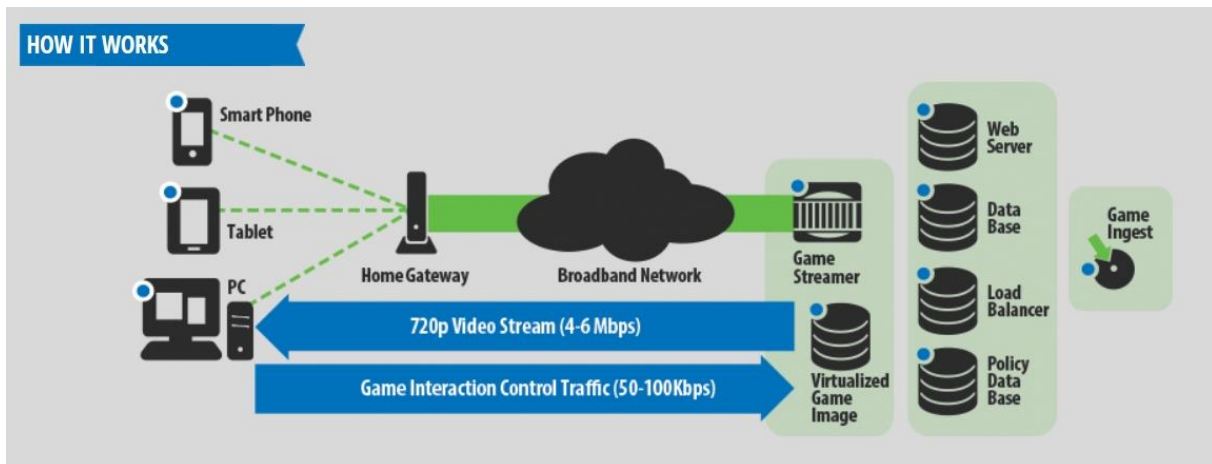 HOW IT WORKS
Smart Phone
Tablet
PC
Home Gateway
Broadband Network
Game
Streamer
720p Video Stream (4-6 Mbps)
Game Interaction Control Traffic (50-100Kbps)
Virtualized
Game
Image
Web
Server
Data
Base
Load
Balancer
Policy
Data
Base
Game
Ingest